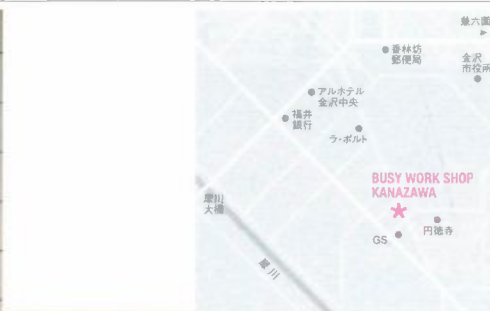 兼六園
香林坊
郵便局
金沢
市役所
アルホテル
金沢中央
福井
銀行
ラ・ポルト
BUSY WORK SHOP
KANAZAWA
犀川
大橋
円徳寺
GS
犀川